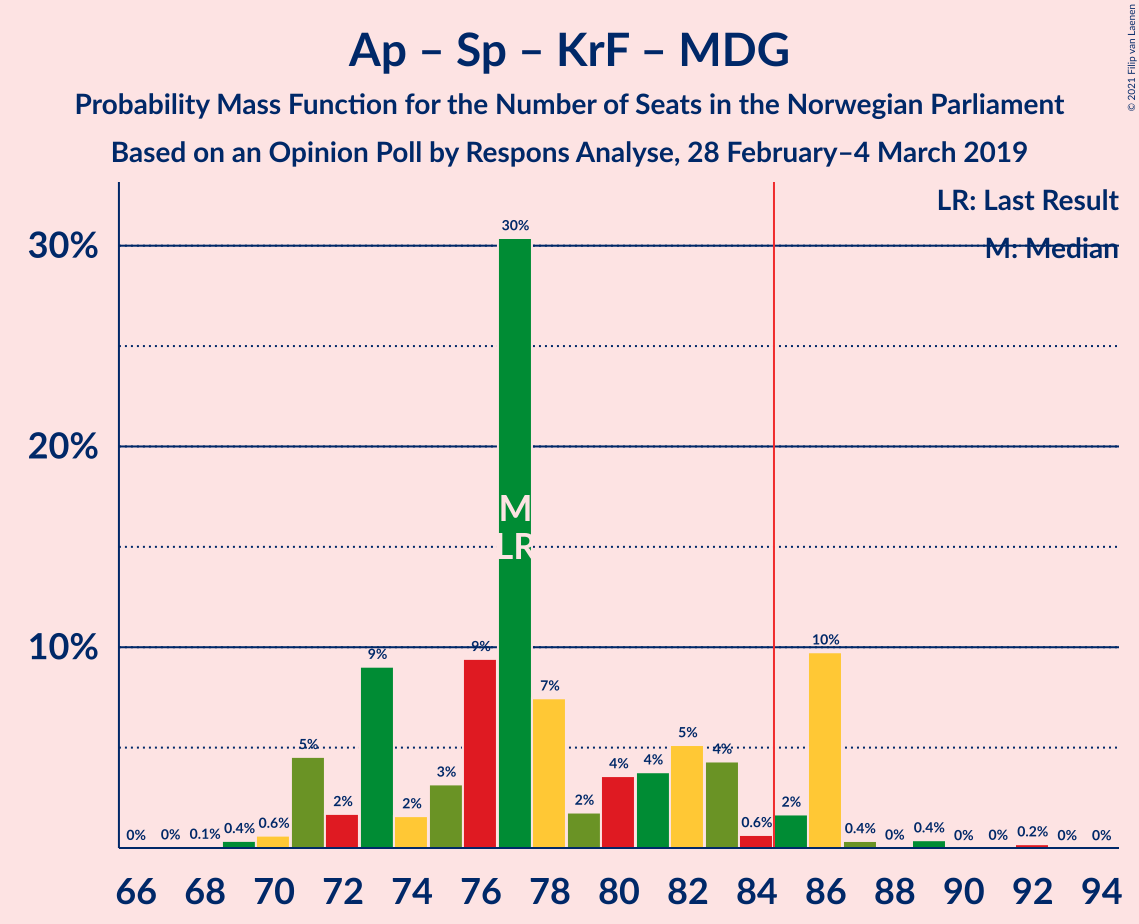 © 2021 Filip van Laenen
Ap – Sp – KrF – MDG
Probability Mass Function for the Number of Seats in the Norwegian Parliament
Based on an Opinion Poll by Respons Analyse, 28 February–4 March 2019
LR: Last Result
M: Median
30%
20%
10%
0% 0% 0.1% 0.4% 0.6% 5% 2% 9% 2% 3% 9% 30% 7% 2% 4% 4% 5% 4% 0.6% 2% 10% 0.4% 0% 0.4% 0% 0% 0.2% 0% 0%
M
LR
66 68 70 72 74 76 78 80 82 84 86 88 90 92 94